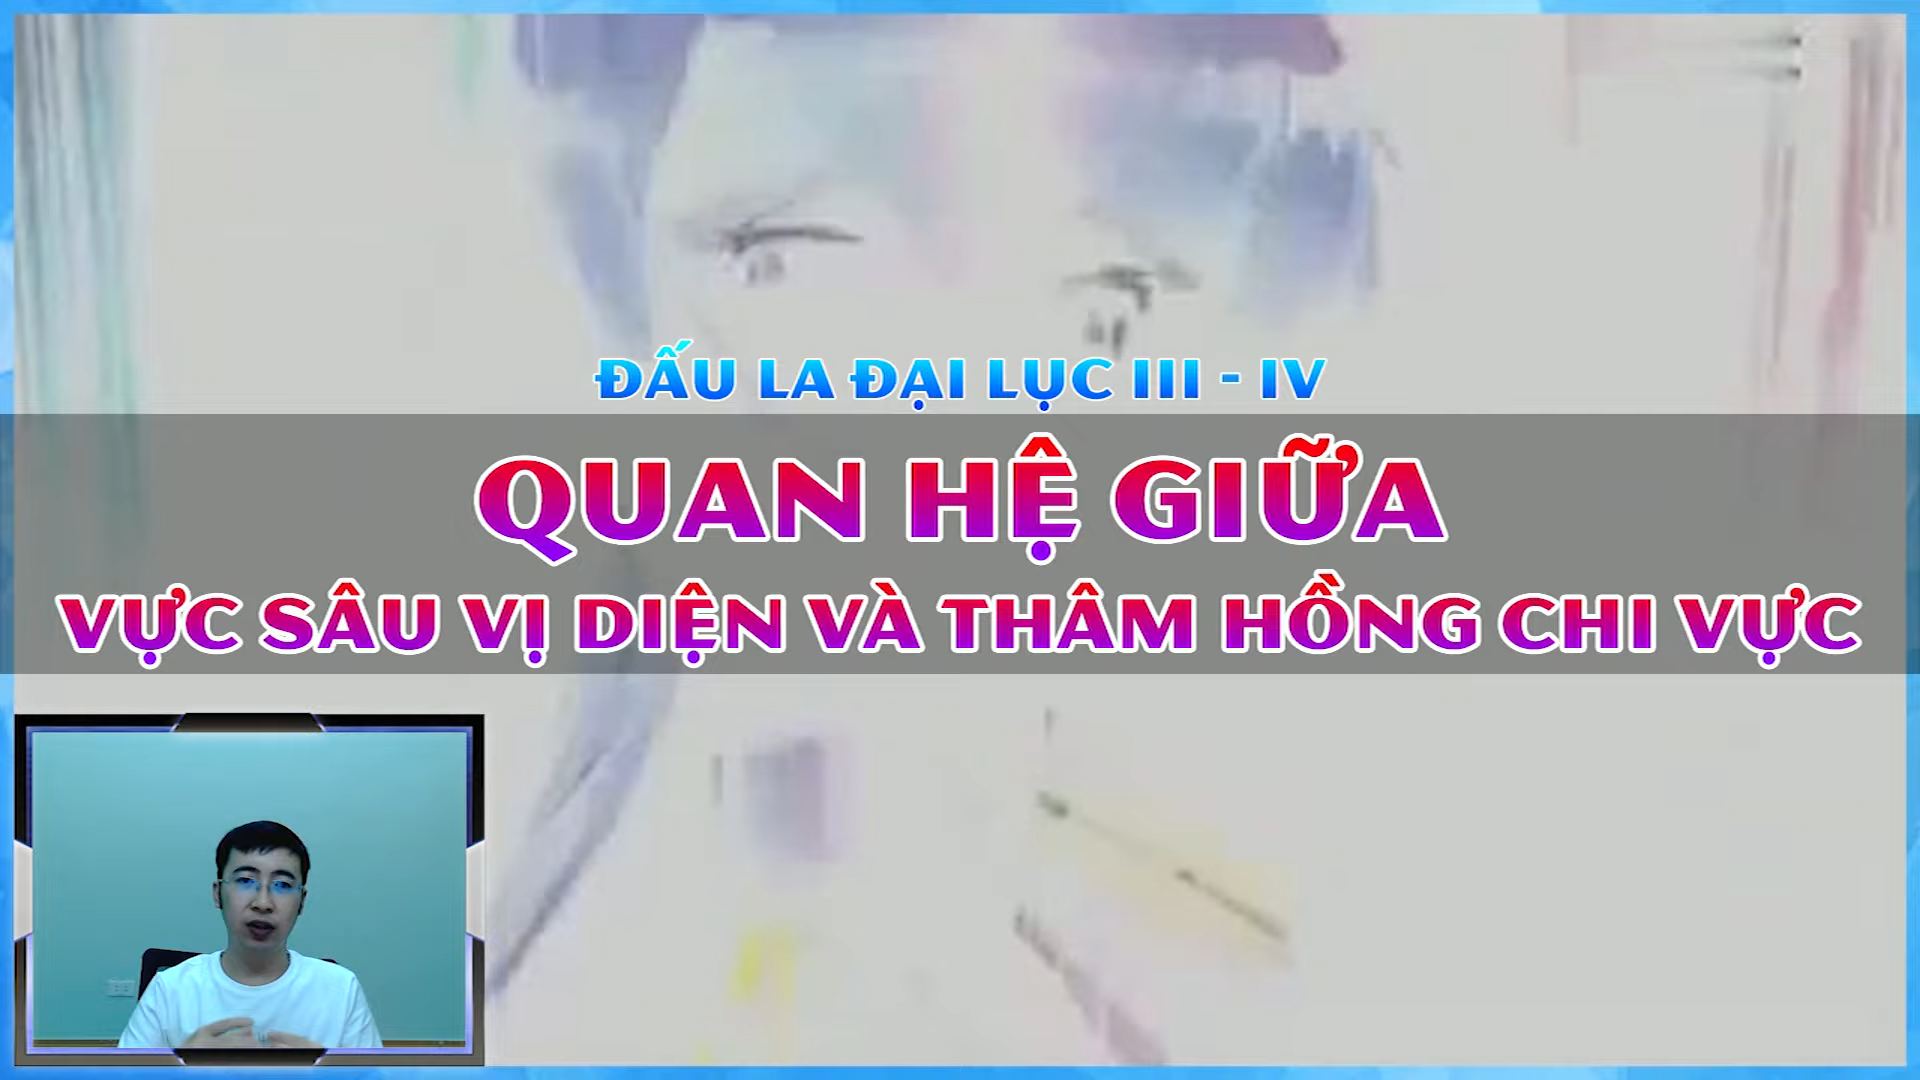 ĐẤU LA ĐẠI LỤC III - IV
QUAN HỆ GIỮA
VỰC SÂU VỊ DIỆN VÀ THÂM HỒNG CHI VỰC